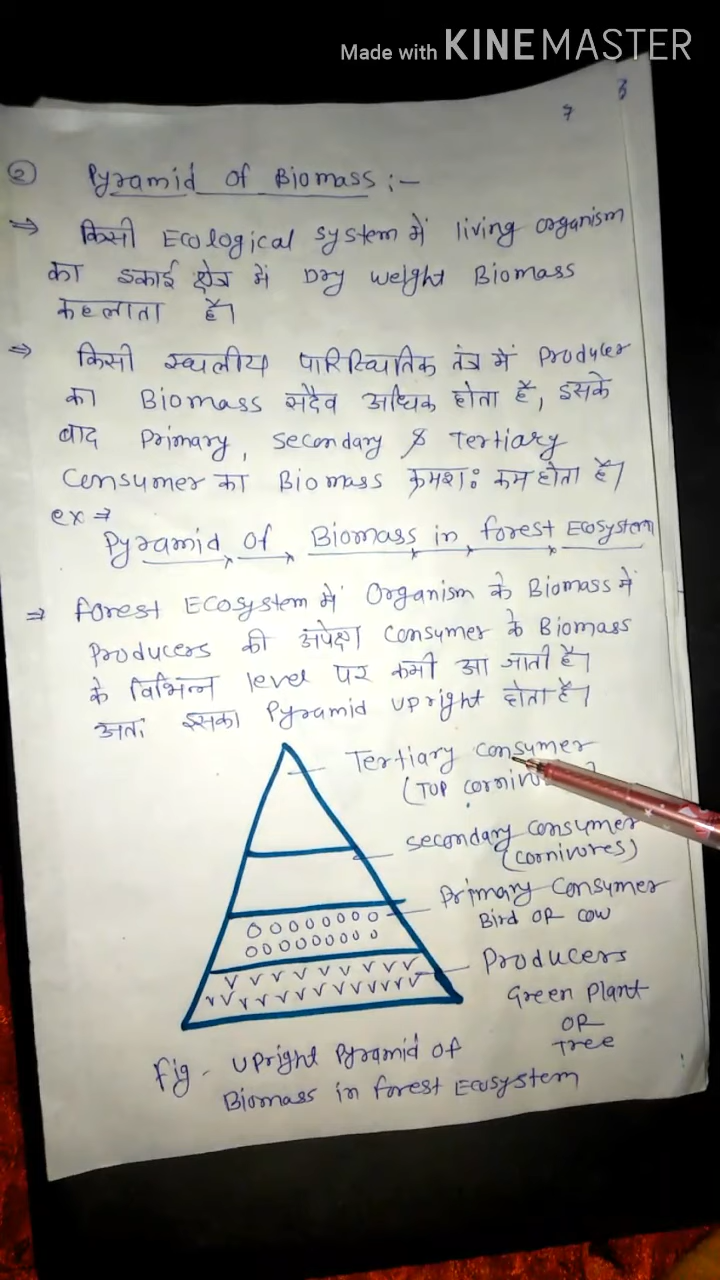 Made with KINEMASTER
7 3
② Pyramid of Biomass :-
⇒ किसी Ecological system में living organism
का इकाई क्षेत्र में Dry weight Biomass
कहलाता है।
⇒ किसी स्थलीय पारिस्थितिक तंत्र में Producer
का Biomass सदैव अधिक होता है, इसके
बाद Primary, Secondary & Tertiary
Consumer का Biomass क्रमशः कम होता है।
ex ⇒
Pyramid of Biomass in forest Ecosystem
⇒ forest Ecosystem में Organism के Biomass में
Producers की अपेक्षा Consumer के Biomass
के विभिन्न level पर कमी आ जाती है।
अतः इसका Pyramid upright होता है।
Tertiary Consumer
(Top
Secondary Consumer
(Cornivores)
Primary Consumer
Bird OR Cow
Producers
Green Plant
OR
Tree
fig - Upright Pyramid of
Biomass in forest Ecosystem